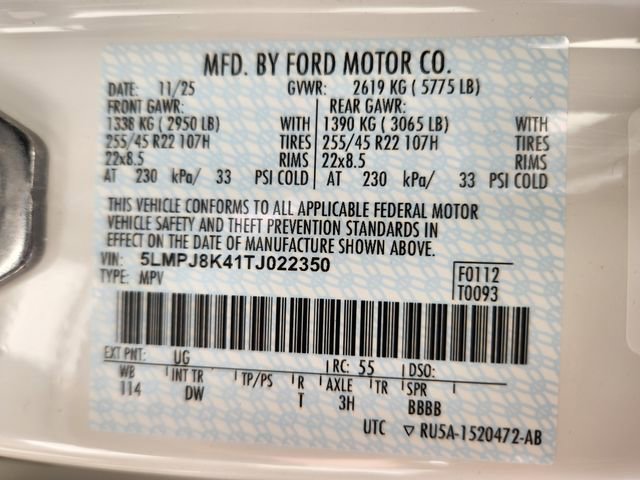 MFD. BY FORD MOTOR CO.
DATE: 11/25 GVWR: 2619 KG ( 5775 LB)
FRONT GAWR: REAR GAWR:
1338 KG ( 2950 LB) WITH 1390 KG ( 3065 LB) WITH
255/45 R22 107H TIRES 255/45 R22 107H TIRES
22x8.5 RIMS 22x8.5 RIMS
AT 230 kPa/ 33 PSI COLD AT 230 kPa/ 33 PSI COLD
THIS VEHICLE CONFORMS TO ALL APPLICABLE FEDERAL MOTOR
VEHICLE SAFETY AND THEFT PREVENTION STANDARDS IN
EFFECT ON THE DATE OF MANUFACTURE SHOWN ABOVE.
VIN: 5LMPJ8K41TJ022350 F0112
TYPE: MPV T0093
EXT PNT: UG RC: 55 DSO:
WB INT TR TP/PS R AXLE TR SPR
114 DW T 3H BBBB
UTC ▽ RU5A-1520472-AB